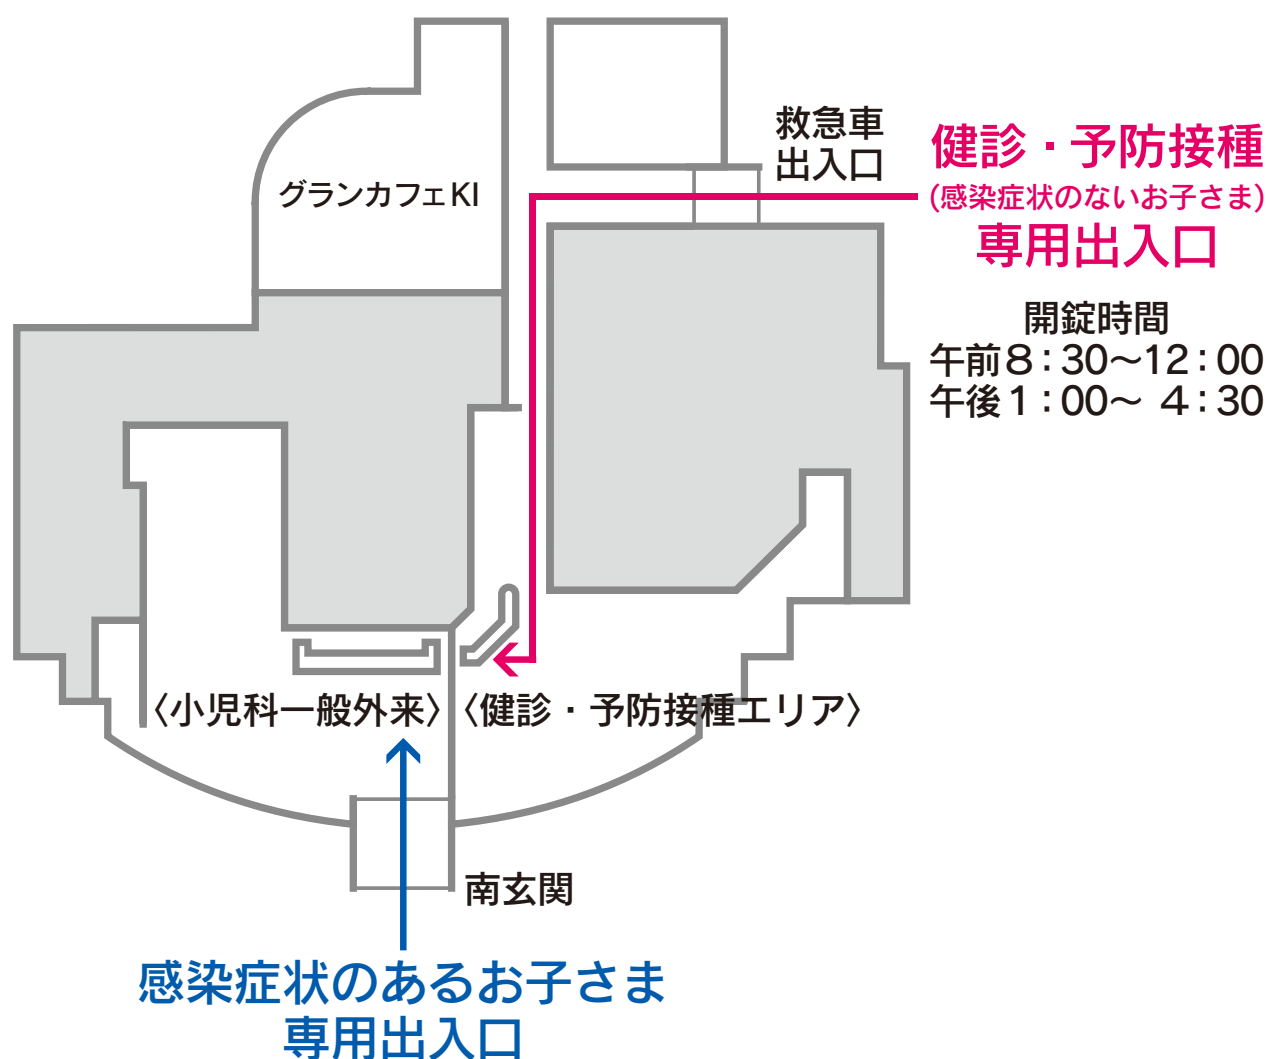 救急車
出入口
健診・予防接種
(感染症状のないお子さま)
専用出入口
グランカフェKI
開錠時間
午前8：30～12：00
午後1：00～ 4：30
〈小児科一般外来〉〈健診・予防接種エリア〉
南玄関
感染症状のあるお子さま
専用出入口